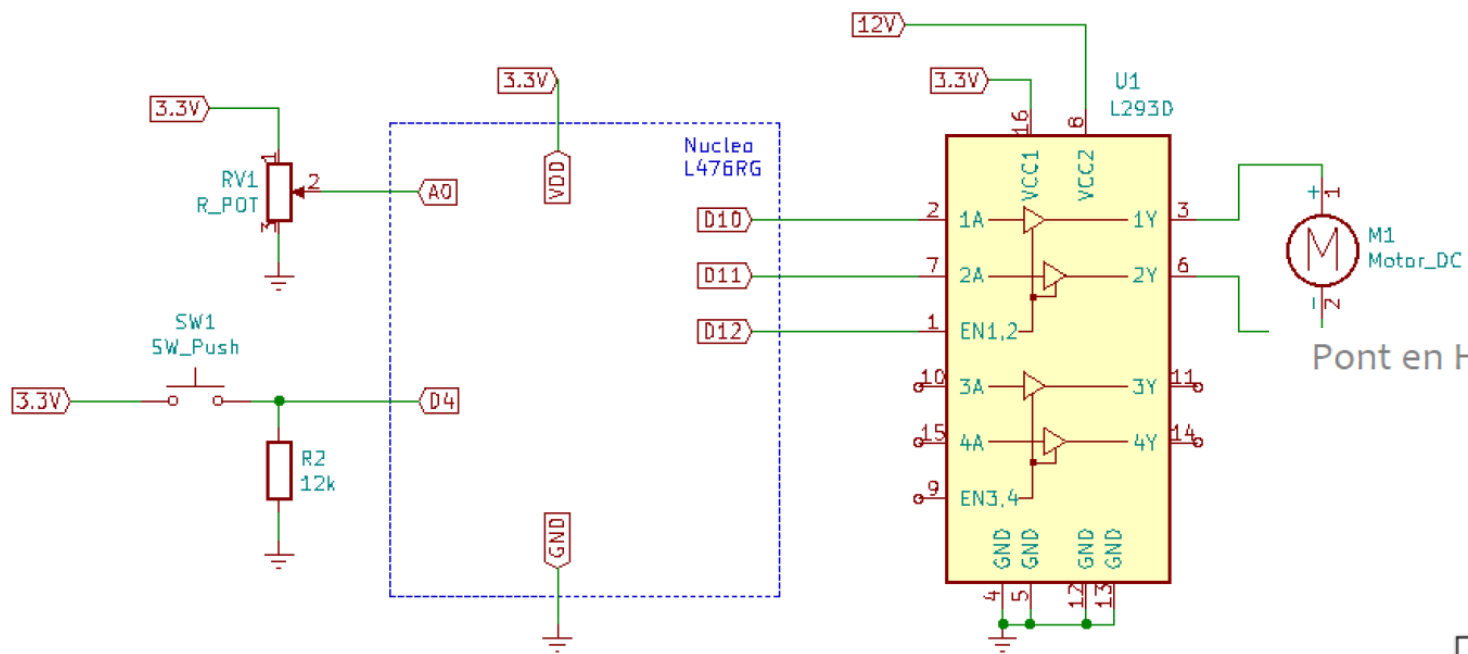 12V
3.3V
3.3V
3.3V
U1
L293D
16
8
VCC1
VCC2
Nucleo
L476RG
VDD
RV1
R_POT
1
2
3
A0
D10
2
1A
1Y
3
D11
7
2A
2Y
6
D12
1
EN1,2
+
1
M
M1
Motor_DC
-
2
Pont en H
SW1
SW_Push
3.3V
D4
R2
12k
10
3A
3Y
11
15
4A
4Y
14
9
EN3,4
GND
GND
GND
GND
GND
4
5
12
13